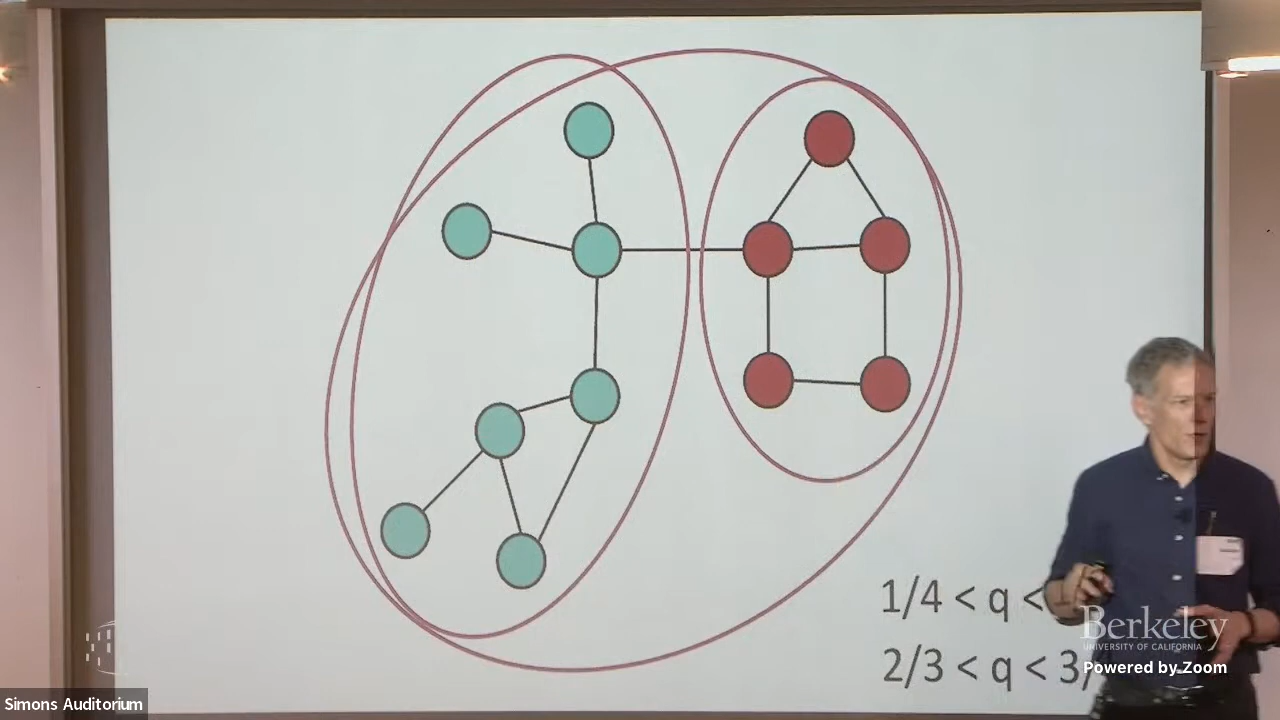 1/4 < q <
2/3 < q < 3/
Berkeley
UNIVERSITY OF CALIFORNIA
Powered by Zoom
Simons Auditorium